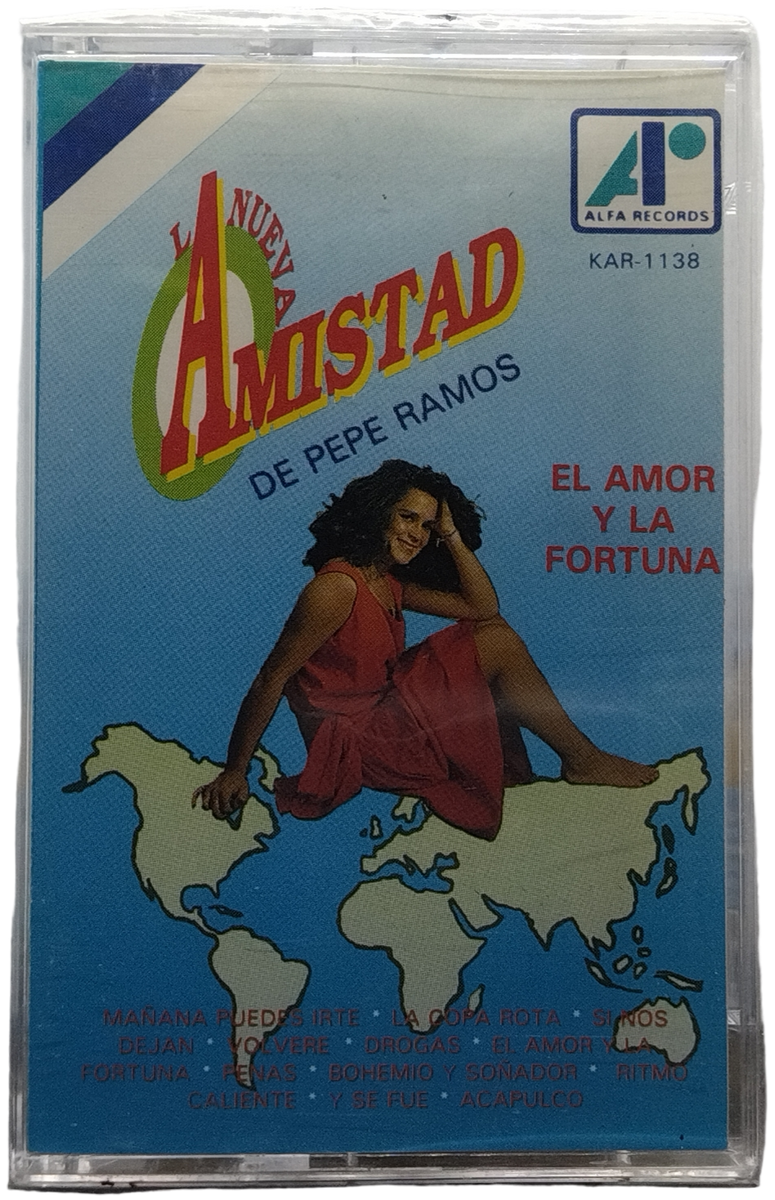 LA NUEVA
AMISTAD
DE PEPE RAMOS
AR
ALFA RECORDS
KAR-1138
EL AMOR
Y LA
FORTUNA
MAÑANA PUEDES IRTE * LA COPA ROTA * SI NOS
DEJAN * VOLVERE * DROGAS * EL AMOR Y LA
FORTUNA * PENAS * BOHEMIO Y SOÑADOR * RITMO
CALIENTE * Y SE FUE * ACAPULCO